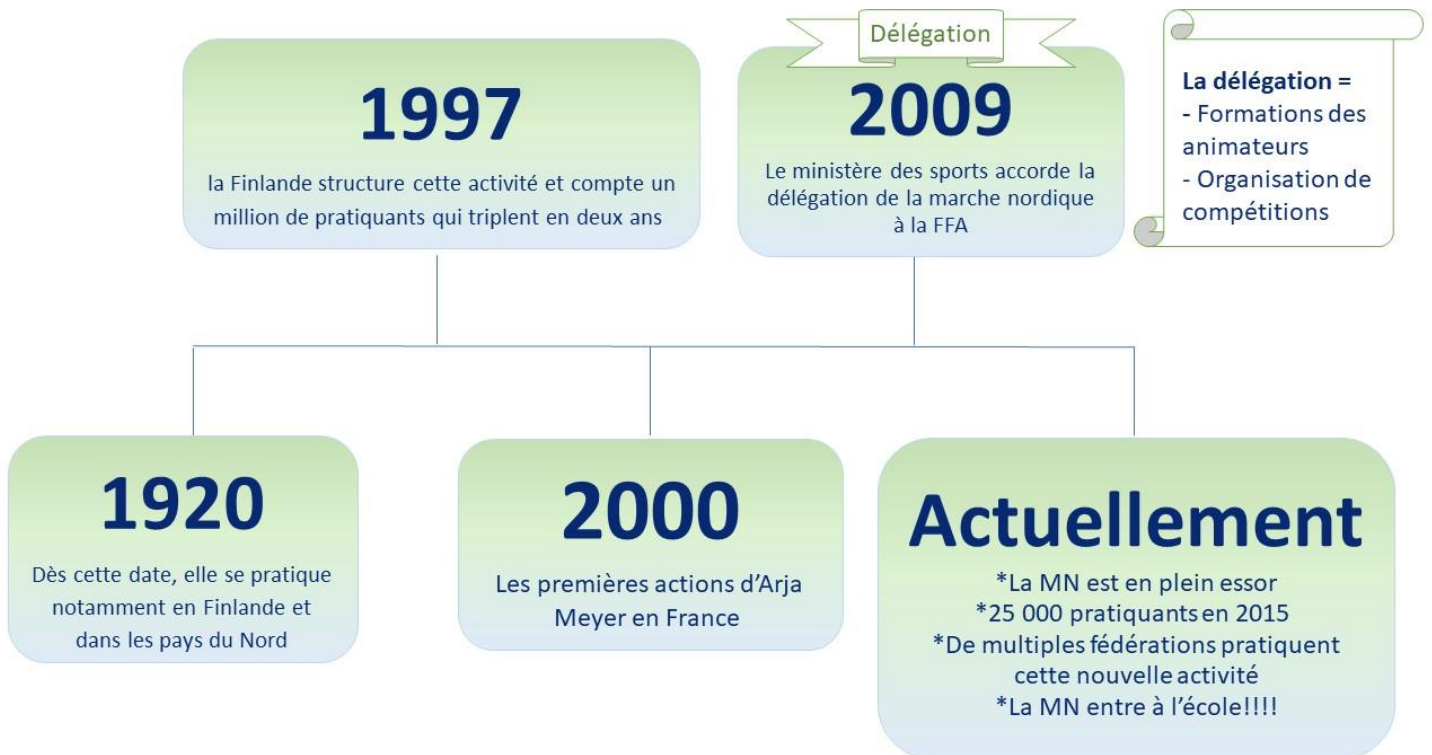 1997
la Finlande structure cette activité et compte un
million de pratiquants qui triplent en deux ans
Délégation
2009
Le ministère des sports accorde la
délégation de la marche nordique
à la FFA
La délégation =
- Formations des
animateurs
- Organisation de
compétitions
1920
Dès cette date, elle se pratique
notamment en Finlande et
dans les pays du Nord
2000
Les premières actions d’Arja
Meyer en France
Actuellement
*La MN est en plein essor
*25 000 pratiquants en 2015
*De multiples fédérations pratiquent
cette nouvelle activité
*La MN entre à l’école!!!!